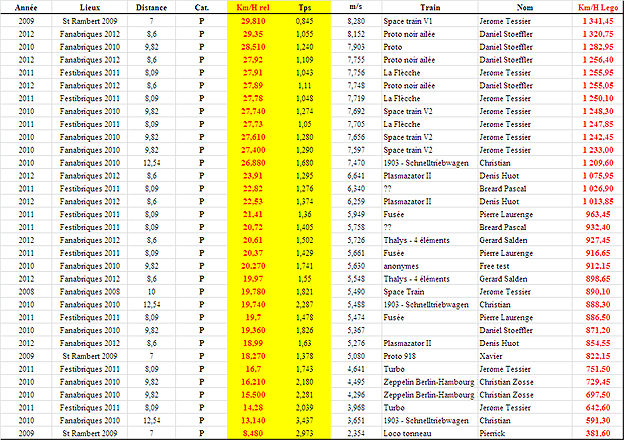 Année Lieux Distance Cat. Km/H rel Tps m/s Train Nom Km/H Lego
2009 St Rambert 2009 7 P 29,810 0,845 8,280 Space train V1 Jerome Tessier 1 341,45
2012 Fanabriques 2012 8,6 P 29,35 1,055 8,152 Proto noir ailée Daniel Stoeffler 1 320,75
2010 Fanabriques 2010 9,82 P 28,510 1,240 7,903 Proto Daniel Stoeffler 1 282,95
2012 Fanabriques 2012 8,6 P 27,92 1,109 7,755 Proto noir ailée Daniel Stoeffler 1 256,40
2011 Festibriques 2011 8,09 P 27,91 1,043 7,756 La Flècche Jerome Tessier 1 255,95
2012 Fanabriques 2012 8,6 P 27,89 1,11 7,748 Proto noir ailée Daniel Stoeffler 1 255,05
2011 Festibriques 2011 8,09 P 27,78 1,048 7,719 La Flècche Jerome Tessier 1 250,10
2010 Fanabriques 2010 9,82 P 27,740 1,274 7,692 Space train V2 Jerome Tessier 1 248,30
2011 Festibriques 2011 8,09 P 27,73 1,05 7,705 La Flècche Jerome Tessier 1 247,85
2010 Fanabriques 2010 9,82 P 27,610 1,280 7,656 Space train V2 Jerome Tessier 1 242,45
2010 Fanabriques 2010 9,82 P 27,400 1,290 7,597 Space train V2 Jerome Tessier 1 233,00
2010 Fanabriques 2010 12,54 P 26,880 1,680 7,470 1903 - Schnelltriebwagen Christian 1 209,60
2012 Fanabriques 2012 8,6 P 23,91 1,295 6,641 Plasmazator II Denis Huot 1 075,95
2011 Festibriques 2011 8,09 P 22,82 1,276 6,340 ?? Breard Pascal 1 026,90
2012 Fanabriques 2012 8,6 P 22,53 1,374 6,259 Plasmazator II Denis Huot 1 013,85
2011 Festibriques 2011 8,09 P 21,41 1,36 5,949 Fusée Pierre Laurenge 963,45
2011 Festibriques 2011 8,09 P 20,72 1,405 5,758 ?? Breard Pascal 932,40
2012 Fanabriques 2012 8,6 P 20,61 1,502 5,726 Thalys - 4 éléments Gerard Salden 927,45
2011 Festibriques 2011 8,09 P 20,37 1,429 5,661 Fusée Pierre Laurenge 916,65
2010 Fanabriques 2010 9,82 P 20,270 1,741 5,630 anonymes Free test 912,15
2012 Fanabriques 2012 8,6 P 19,97 1,55 5,548 Thalys - 4 éléments Gerard Salden 898,65
2008 Fanabriques 2008 10 P 19,780 1,821 5,490 Space Train Jerome Tessier 890,10
2010 Fanabriques 2010 12,54 P 19,740 2,287 5,488 1903 - Schnelltriebwagen Christian 888,30
2011 Festibriques 2011 8,09 P 19,7 1,478 5,474 Fusée Pierre Laurenge 886,50
2010 Fanabriques 2010 9,82 P 19,360 1,826 5,367 Daniel Stoeffler 871,20
2012 Fanabriques 2012 8,6 P 18,99 1,63 5,276 Plasmazator II Denis Huot 854,55
2009 St Rambert 2009 7 P 18,270 1,378 5,080 Proto 918 Xavier 822,15
2011 Festibriques 2011 8,09 P 16,7 1,743 4,641 Turbo Jerome Tessier 751,50
2010 Fanabriques 2010 9,82 P 16,210 2,180 4,495 Zeppelin Berlin-Hambourg Christian Zosse 729,45
2010 Fanabriques 2010 9,82 P 15,500 2,281 4,296 Zeppelin Berlin-Hambourg Christian Zosse 697,50
2011 Festibriques 2011 8,09 P 14,28 2,039 3,968 Turbo Jerome Tessier 642,60
2010 Fanabriques 2010 12,54 P 13,140 3,437 3,651 1903 - Schnelltriebwagen Christian 591,30
2009 St Rambert 2009 7 P 8,480 2,973 2,354 Loco tonneau Pierrick 381,60